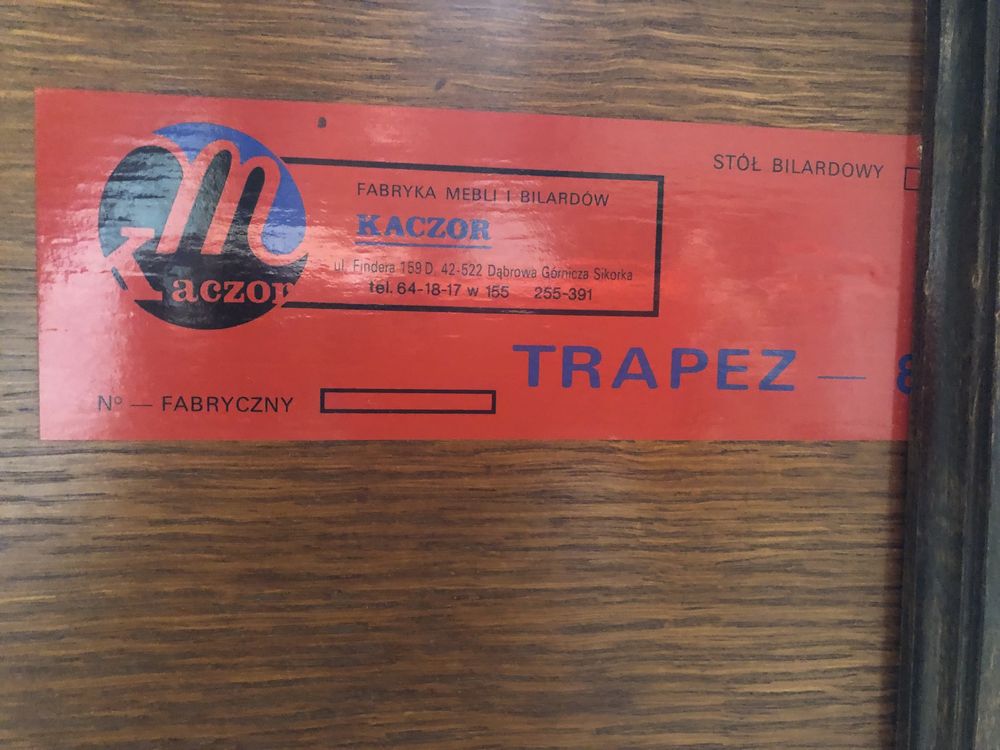 m
Kaczor
FABRYKA MEBLI I BILARDÓW
KACZOR
ul. Findera 159 D, 42-522 Dąbrowa Górnicza Sikorka
tel. 64-18-17 w 155 255-391
STÓŁ BILARDOWY
TRAPEZ —
Nº — FABRYCZNY